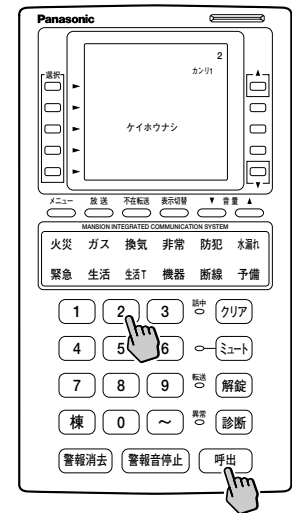 Panasonic
2
カンリ1
選択
ケイホウナシ
メニュー 放送 不在転送 表示切替 ▼ 音量 ▲
MANSION INTEGRATED COMMUNICATION SYSTEM
火災 ガス 換気 非常 防犯 水漏れ
緊急 生活 生活T 機器 断線 予備
1 2 3 話中 クリア
4 5 6 ミュート
7 8 9 転送 解錠
棟 0 〜 異常 診断
警報消去 警報音停止 呼出